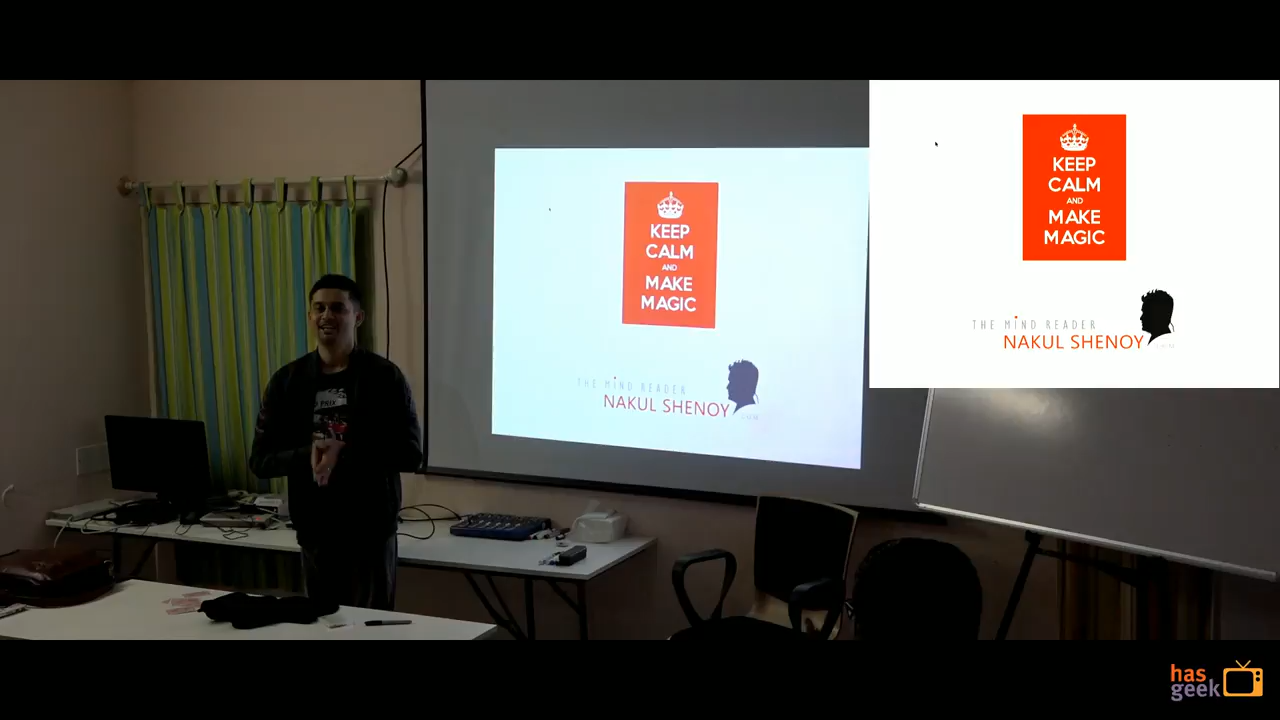 KEEP
CALM
AND
MAKE
MAGIC
THE MIND READER
NAKUL SHENOY
KEEP
CALM
AND
MAKE
MAGIC
THE MIND READER
NAKUL SHENOY
has
geek